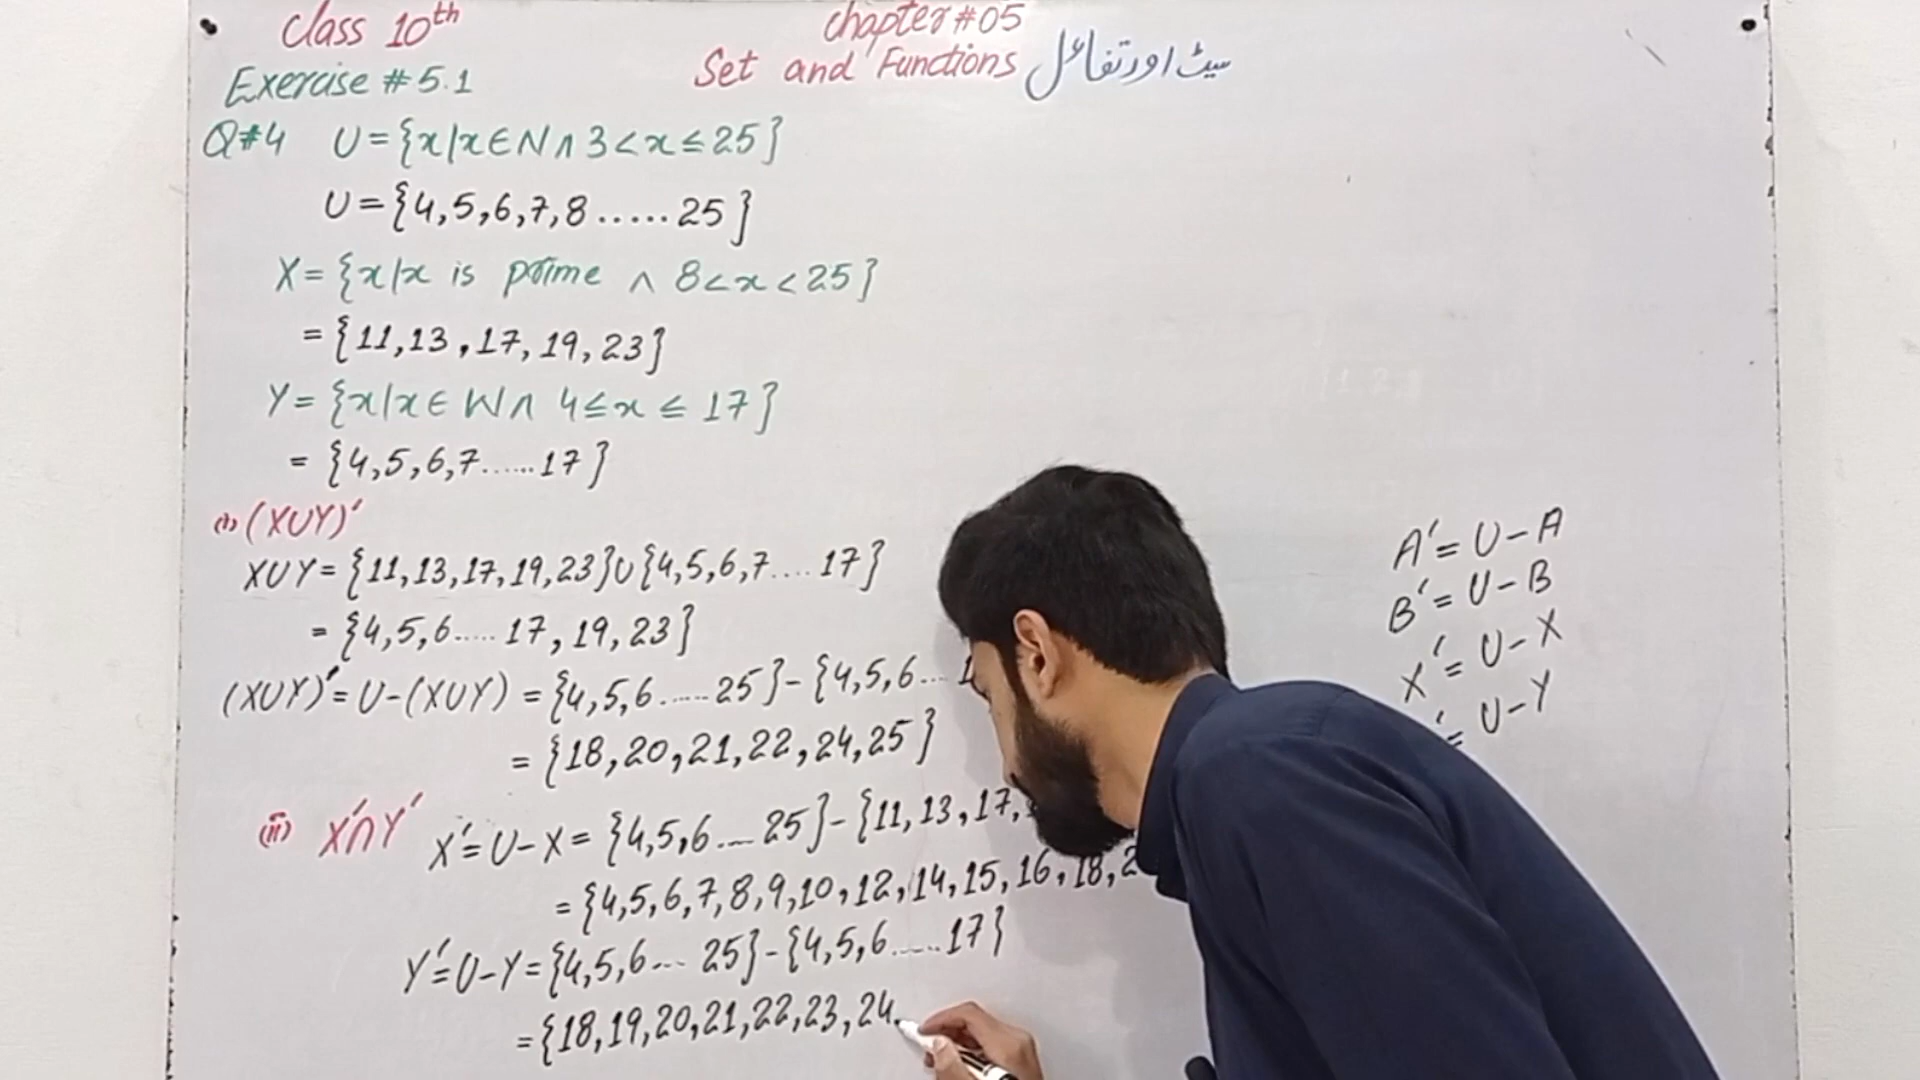 Class 10th
Chapter #05
Exercise #5.1
Set and Functions سیٹ اور تفاعل
Q#4 U={x/x∈N∧3<x≤25}
U={4,5,6,7,8.....25}
X={x/x is prime ∧ 8<x<25}
={11,13,17,19,23}
Y={x/x∈W∧ 4≤x≤17}
={4,5,6,7......17}
(i) (XUY)′
XUY={11,13,17,19,23}U{4,5,6,7....17}
={4,5,6.....17,19,23}
(XUY)′=U-(XUY)={4,5,6......25}-{4,5,6...
={18,20,21,22,24,25}
(ii) X′∩Y′ X′=U-X={4,5,6....25}-{11,13,17,
={4,5,6,7,8,9,10,12,14,15,16,18,2
Y′=U-Y={4,5,6...25}-{4,5,6......17}
={18,19,20,21,22,23,24,
A′=U-A
B′=U-B
X′=U-X
′=U-Y